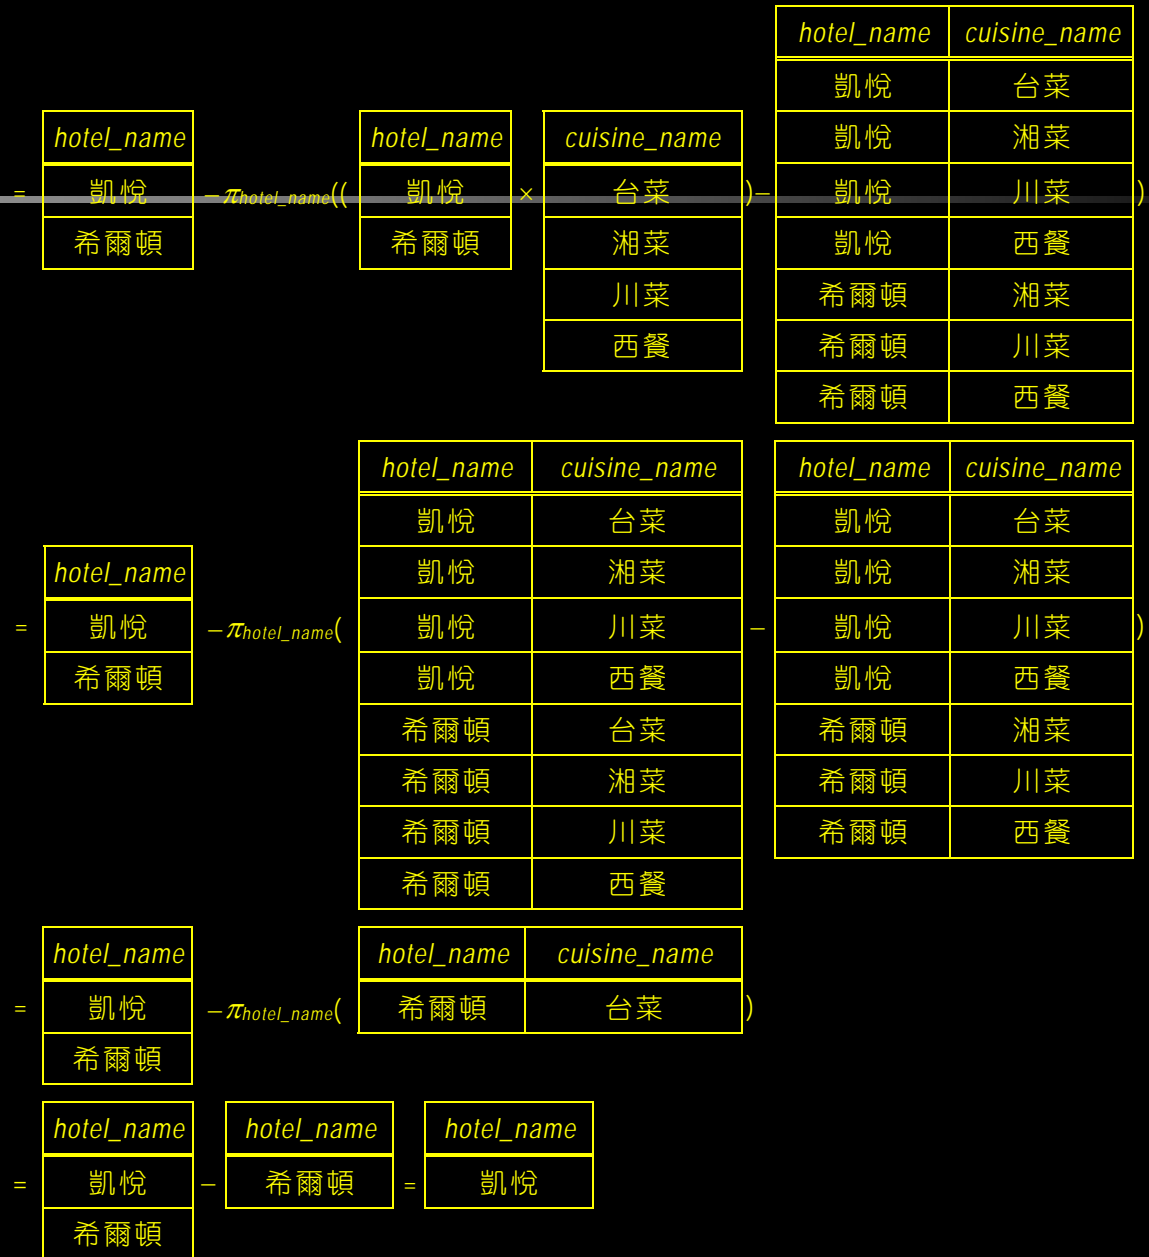 hotel_name cuisine_name
凱悅 台菜
hotel_name hotel_name cuisine_name 凱悅 湘菜
= 凱悅 −πhotel_name(( 凱悅 × 台菜 )− 凱悅 川菜 )
希爾頓 希爾頓 湘菜 凱悅 西餐
川菜 希爾頓 湘菜
西餐 希爾頓 川菜
希爾頓 西餐
hotel_name cuisine_name hotel_name cuisine_name
凱悅 台菜 凱悅 台菜
hotel_name 凱悅 湘菜 凱悅 湘菜
= 凱悅 −πhotel_name( 凱悅 川菜 − 凱悅 川菜 )
希爾頓 凱悅 西餐 凱悅 西餐
希爾頓 台菜 希爾頓 湘菜
希爾頓 湘菜 希爾頓 川菜
希爾頓 川菜 希爾頓 西餐
希爾頓 西餐
hotel_name hotel_name cuisine_name
= 凱悅 −πhotel_name( 希爾頓 台菜 )
希爾頓
hotel_name hotel_name hotel_name
= 凱悅 − 希爾頓 = 凱悅
希爾頓